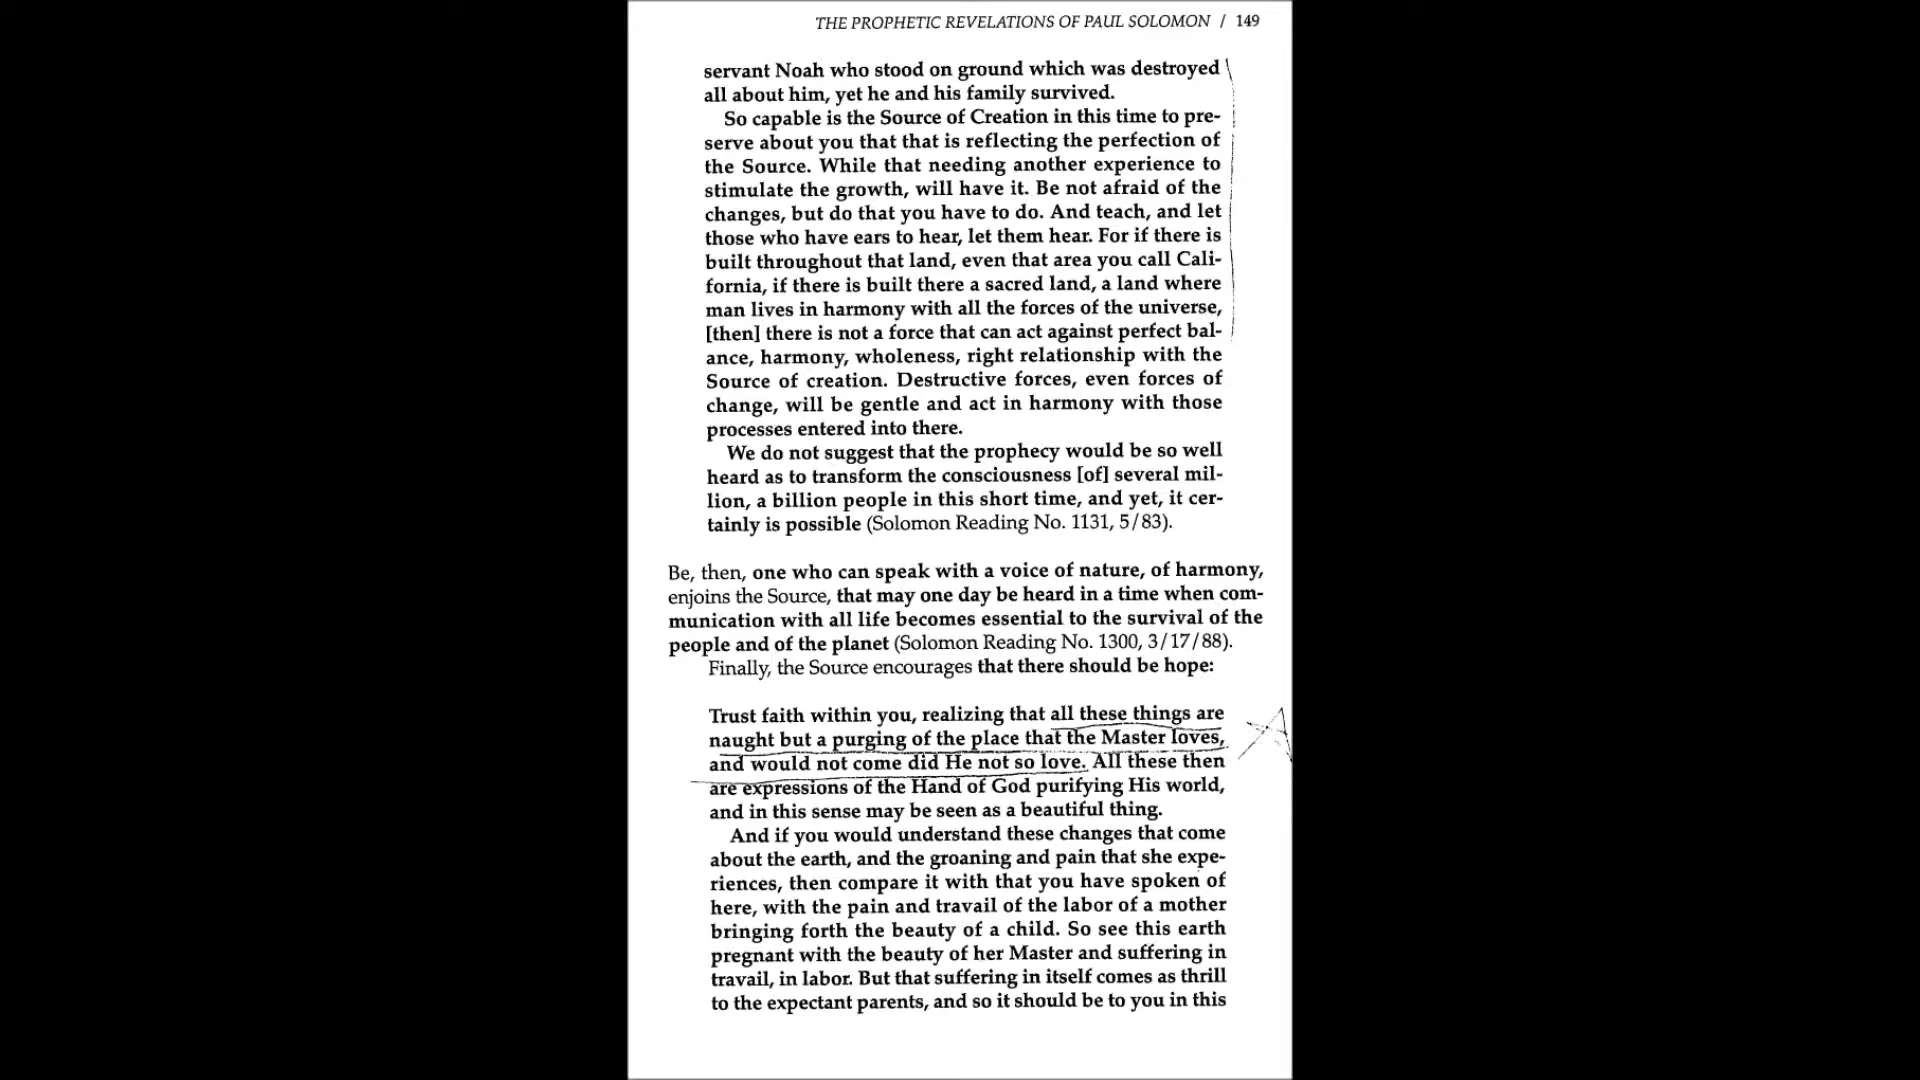 THE PROPHETIC REVELATIONS OF PAUL SOLOMON / 149
servant Noah who stood on ground which was destroyed
all about him, yet he and his family survived.
So capable is the Source of Creation in this time to pre-
serve about you that that is reflecting the perfection of
the Source. While that needing another experience to
stimulate the growth, will have it. Be not afraid of the
changes, but do that you have to do. And teach, and let
those who have ears to hear, let them hear. For if there is
built throughout that land, even that area you call Cali-
fornia, if there is built there a sacred land, a land where
man lives in harmony with all the forces of the universe,
[then] there is not a force that can act against perfect bal-
ance, harmony, wholeness, right relationship with the
Source of creation. Destructive forces, even forces of
change, will be gentle and act in harmony with those
processes entered into there.
We do not suggest that the prophecy would be so well
heard as to transform the consciousness [of] several mil-
lion, a billion people in this short time, and yet, it cer-
tainly is possible (Solomon Reading No. 1131, 5/83).
Be, then, one who can speak with a voice of nature, of harmony,
enjoins the Source, that may one day be heard in a time when com-
munication with all life becomes essential to the survival of the
people and of the planet (Solomon Reading No. 1300, 3/17/88).
Finally, the Source encourages that there should be hope:
Trust faith within you, realizing that all these things are
naught but a purging of the place that the Master loves,
and would not come did He not so love. All these then
are expressions of the Hand of God purifying His world,
and in this sense may be seen as a beautiful thing.
And if you would understand these changes that come
about the earth, and the groaning and pain that she expe-
riences, then compare it with that you have spoken of
here, with the pain and travail of the labor of a mother
bringing forth the beauty of a child. So see this earth
pregnant with the beauty of her Master and suffering in
travail, in labor. But that suffering in itself comes as thrill
to the expectant parents, and so it should be to you in this